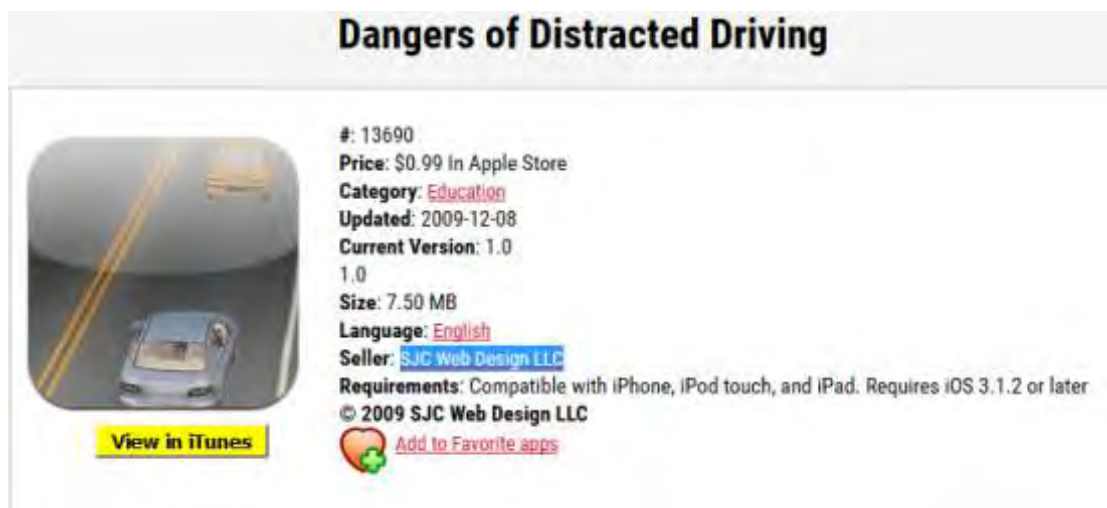 Dangers of Distracted Driving
#: 13690
Price: $0.99 In Apple Store
Category: Education
Updated: 2009-12-08
Current Version: 1.0
1.0
Size: 7.50 MB
Language: English
Seller: SJC Web Design LLC
Requirements: Compatible with iPhone, iPod touch, and iPad. Requires iOS 3.1.2 or later
© 2009 SJC Web Design LLC
View in iTunes
Add to Favorite apps